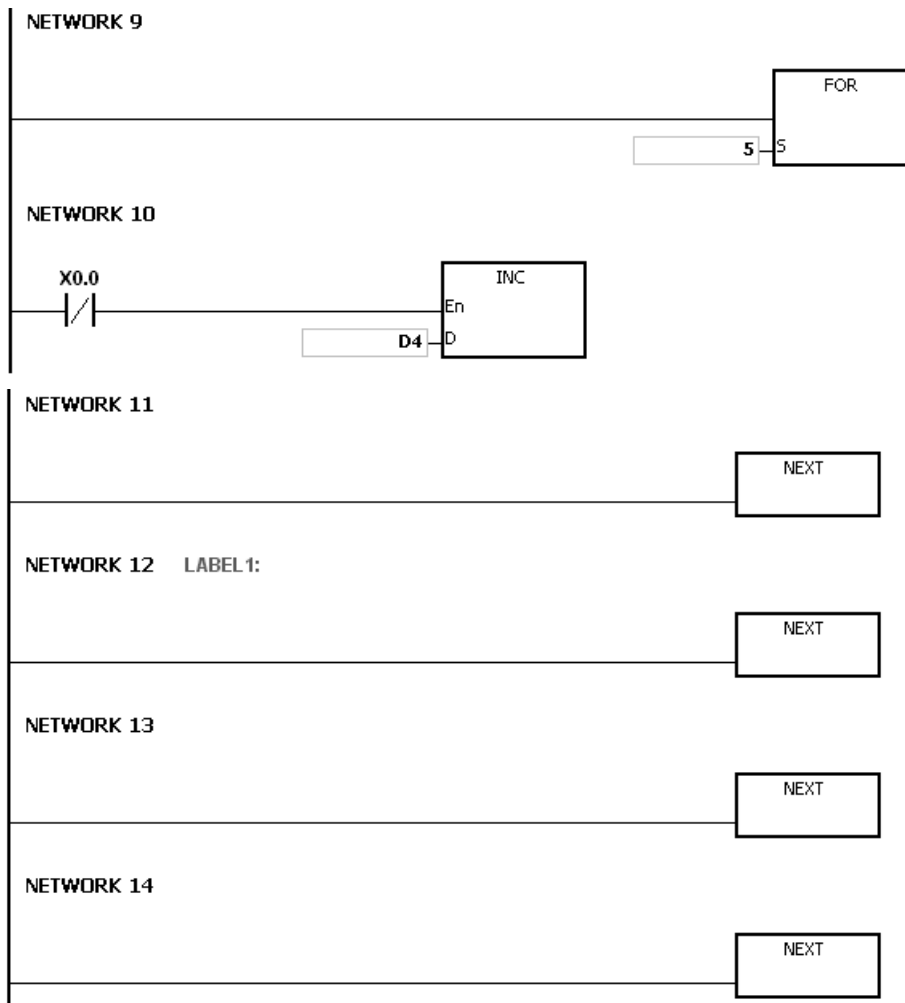 NETWORK 9
FOR
5 S
NETWORK 10
X0.0
INC
En
D4 D
NETWORK 11
NEXT
NETWORK 12 LABEL1:
NEXT
NETWORK 13
NEXT
NETWORK 14
NEXT